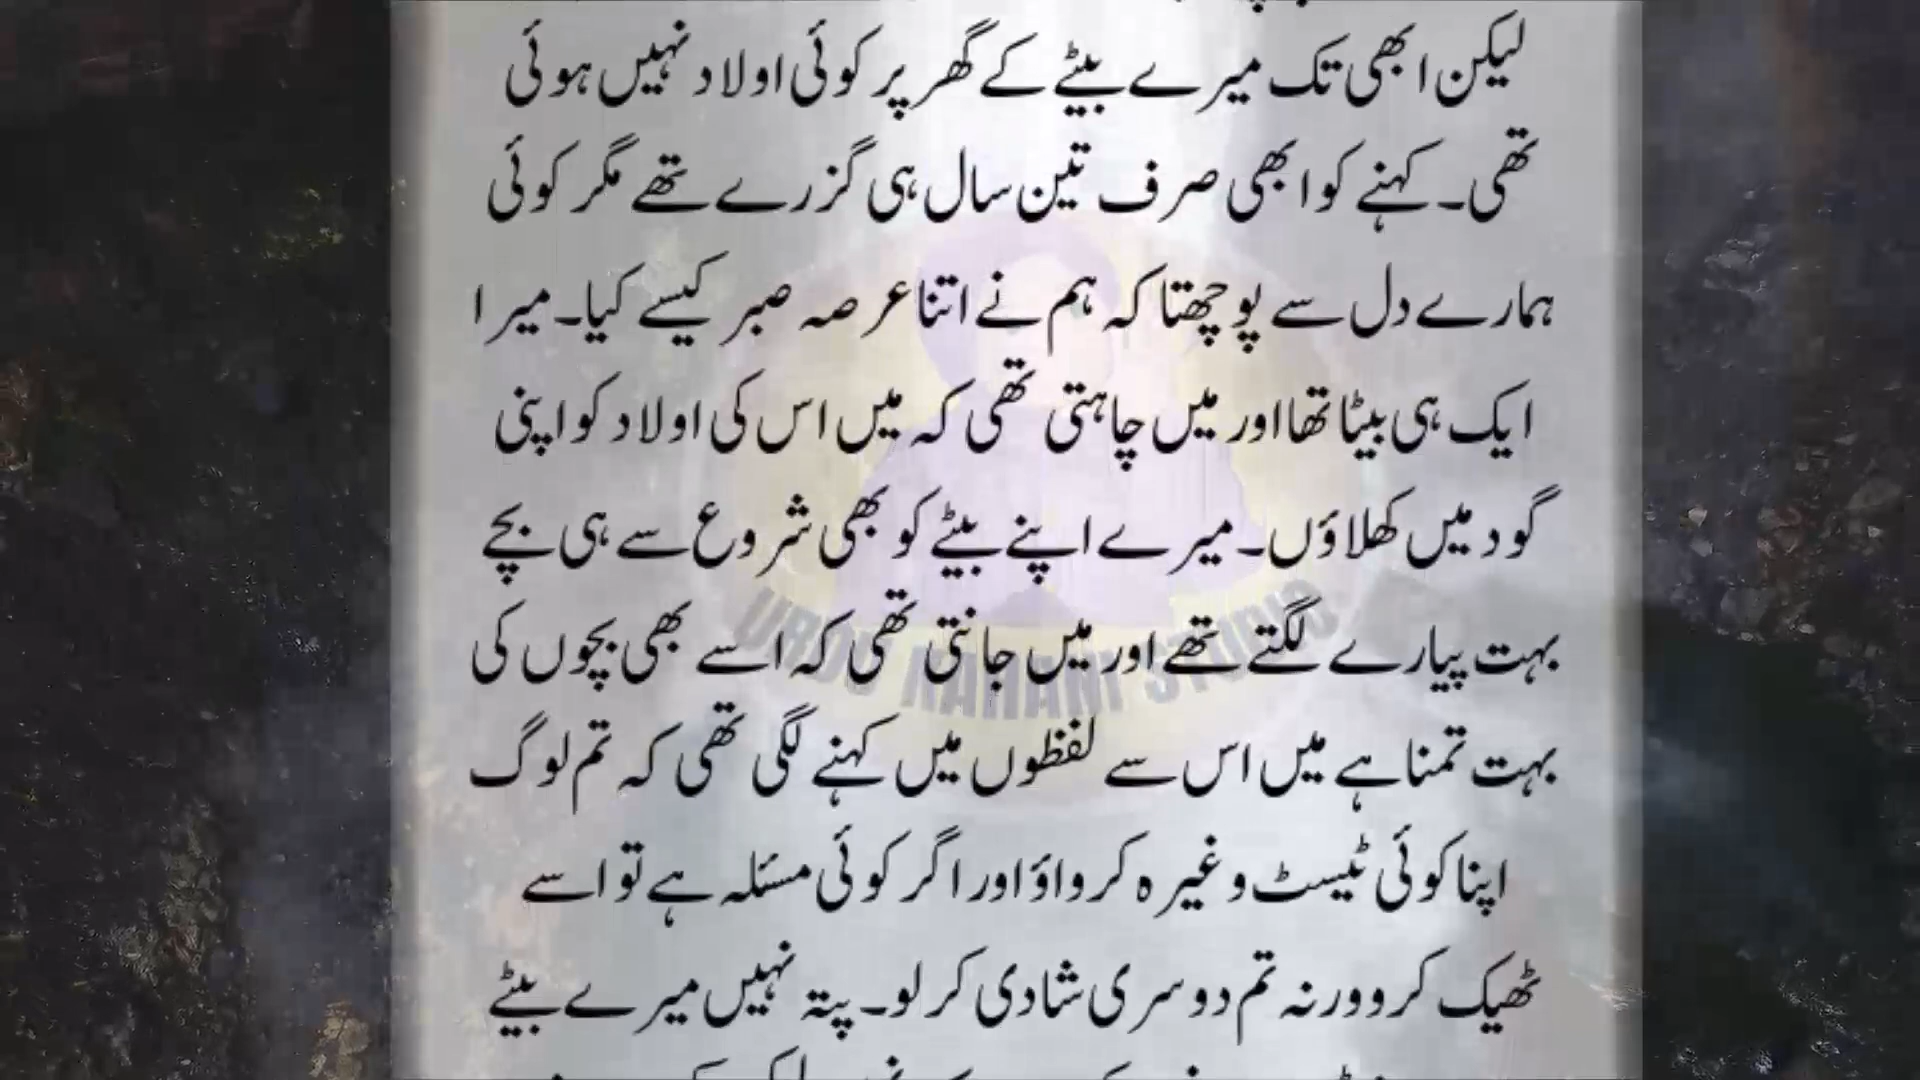 لیکن ابھی تک میرے بیٹے کے گھر پر کوئی اولاد نہیں ہوئی
تھی۔ کہنے کو ابھی صرف تین سال ہی گزرے تھے مگر کوئی
ہمارے دل سے پوچھتا کہ ہم نے اتنا عرصہ صبر کیسے کیا۔ میرا
ایک ہی بیٹا تھا اور میں چاہتی تھی کہ میں اس کی اولاد کو اپنی
گود میں کھلاؤں۔ میرے اپنے بیٹے کو بھی شروع سے ہی بچے
بہت پیارے لگتے تھے اور میں جانتی تھی کہ اسے بھی بچوں کی
بہت تمنا ہے میں اس سے لفظوں میں کہنے لگی تھی کہ تم لوگ
اپنا کوئی ٹیسٹ وغیرہ کرواؤ اور اگر کوئی مسئلہ ہے تو اسے
ٹھیک کرو ورنہ تم دوسری شادی کر لو۔ پتہ نہیں میرے بیٹے
URDU KAHANI STUDIO